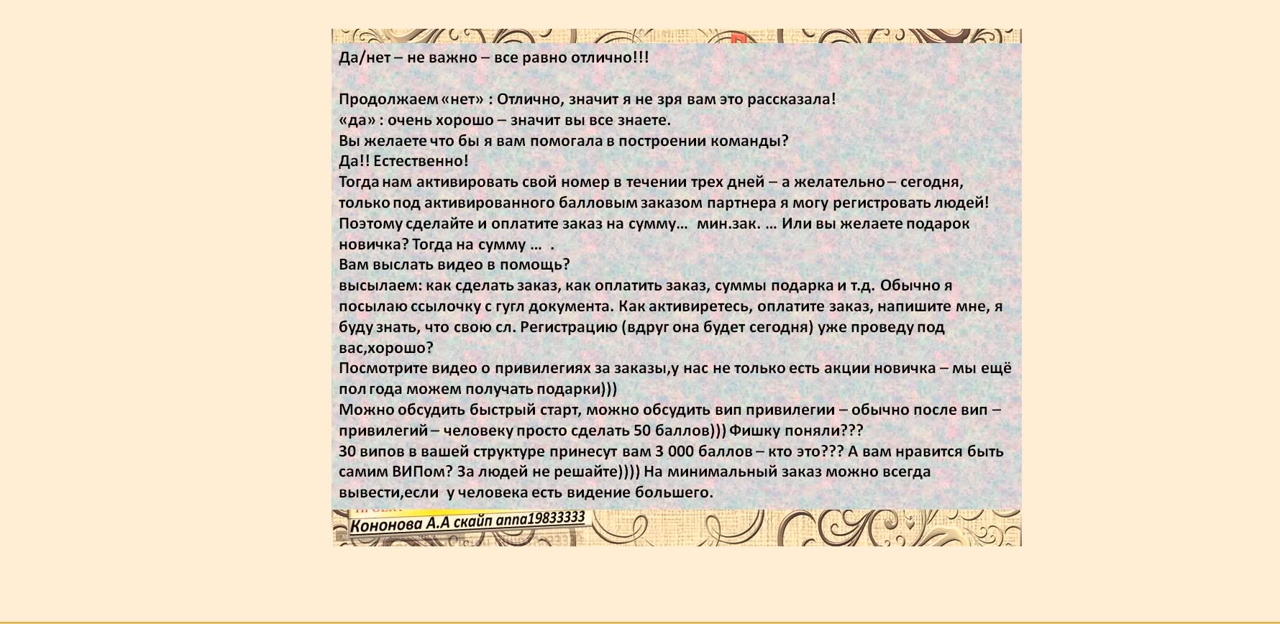 Да/нет – не важно – все равно отлично!!!
Продолжаем «нет» : Отлично, значит я не зря вам это рассказала!
«да» : очень хорошо – значит вы все знаете.
Вы желаете что бы я вам помогала в построении команды?
Да!! Естественно!
Тогда нам активировать свой номер в течении трех дней – а желательно – сегодня,
только под активированного балловым заказом партнера я могу регистровать людей!
Поэтому сделайте и оплатите заказ на сумму... мин.зак. ... Или вы желаете подарок
новичка? Тогда на сумму ... .
Вам выслать видео в помощь?
высылаем: как сделать заказ, как оплатить заказ, суммы подарка и т.д. Обычно я
посылаю ссылочку с гугл документа. Как активиретесь, оплатите заказ, напишите мне, я
буду знать, что свою сл. Регистрацию (вдруг она будет сегодня) уже проведу под
вас,хорошо?
Посмотрите видео о привилегиях за заказы,у нас не только есть акции новичка – мы ещё
пол года можем получать подарки)))
Можно обсудить быстрый старт, можно обсудить вип привилегии – обычно после вип –
привилегий – человеку просто сделать 50 баллов))) Фишку поняли???
30 випов в вашей структуре принесут вам 3 000 баллов – кто это??? А вам нравится быть
самим ВИПом? За людей не решайте)))) На минимальный заказ можно всегда
вывести,если у человека есть видение большего.
Кононова А.А скайп anna19833333